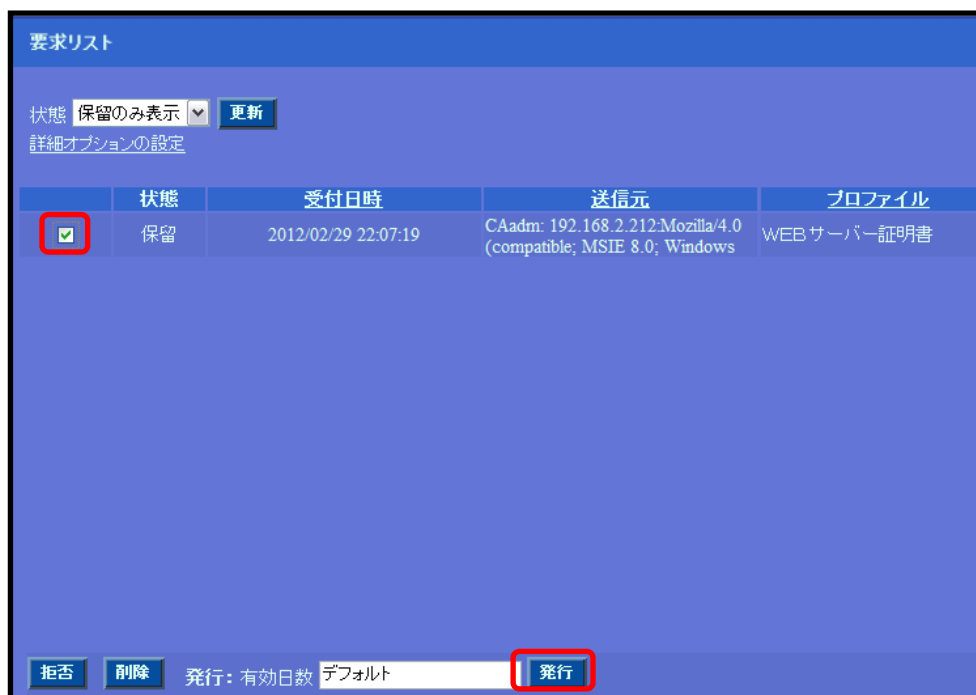 要求リスト
状態 保留のみ表示 更新
詳細オプションの設定
状態 受付日時 送信元 プロファイル
保留 2012/02/29 22:07:19 CAadm: 192.168.2.212:Mozilla/4.0 (compatible; MSIE 8.0; Windows WEBサーバー証明書
拒否 削除 発行：有効日数 デフォルト 発行